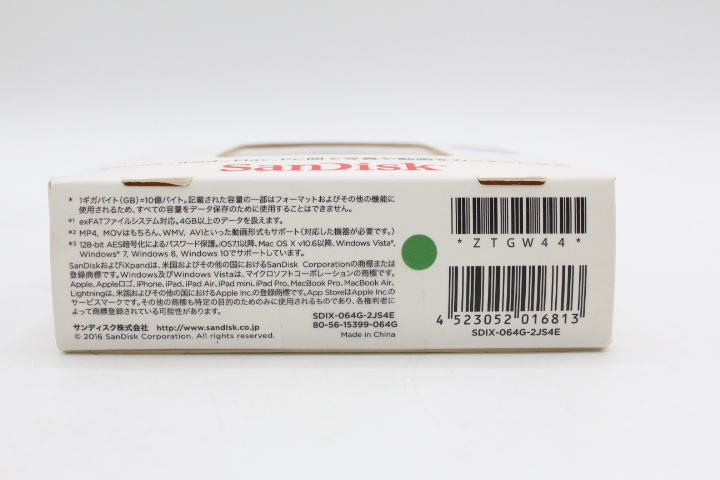 SanDisk
* 1ギガバイト(GB)=10億バイト。記載された容量の一部はフォーマットおよびその他の機能に
使用されるため、すべての容量をデータ保存のために使用することはできません。
*1 exFATファイルシステム対応。4GB以上のデータを扱えます。
*2 MP4, MOVはもちろん、WMV, AVIといった動画形式もサポート(対応した機器が必要です)。
*3 128-bit AES暗号化によるパスワード保護。iOS7.1以降、Mac OS X v10.6以降、Windows Vista®,
Windows® 7, Windows 8, Windows 10でサポートしています。
SanDiskおよびiXpandは、米国およびその他の国におけるSanDisk Corporationの商標または
登録商標です。Windows及びWindows Vistaは、マイクロソフトコーポレーションの商標です。
Apple, Appleロゴ, iPhone, iPad, iPad Air, iPad mini, iPad Pro, MacBook Pro, MacBook Air,
Lightningは、米国およびその他の国におけるApple Inc.の登録商標です。App StoreはApple Inc.の
サービスマークです。その他の商標も特定の目的のためのみに使用されるものであり、各権利者に
よって商標登録されている可能性があります。
サンディスク株式会社 http://www.sandisk.co.jp
© 2016 SanDisk Corporation. All rights reserved.
SDIX-064G-2JS4E
80-56-15399-064G
Made in China
*ZTGW44*
SDIX-064G-2JS4E
4 523052 016813